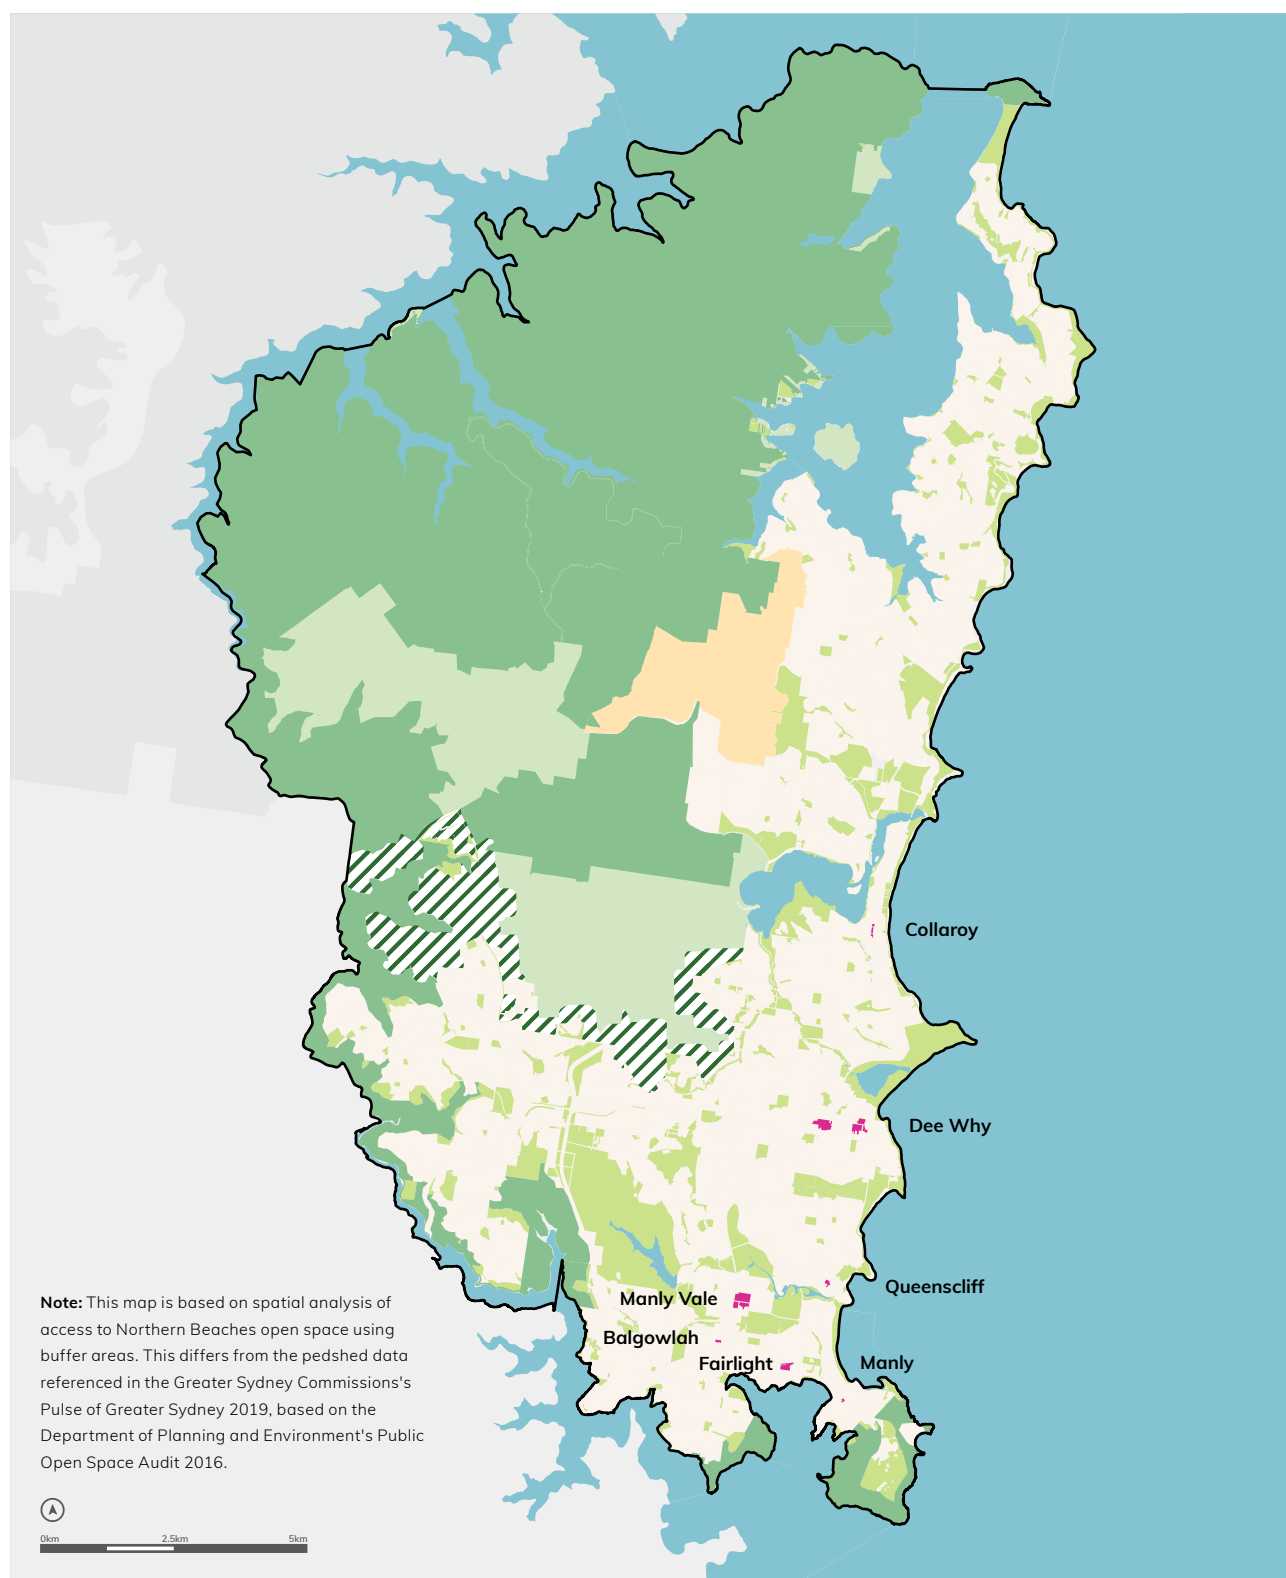 Collaroy
Dee Why
Queenscliff
Manly Vale
Balgowlah
Fairlight
Manly
Note: This map is based on spatial analysis of
access to Northern Beaches open space using
buffer areas. This differs from the pedshed data
referenced in the Greater Sydney Commissions's
Pulse of Greater Sydney 2019, based on the
Department of Planning and Environment's Public
Open Space Audit 2016.
0km 2.5km 5km